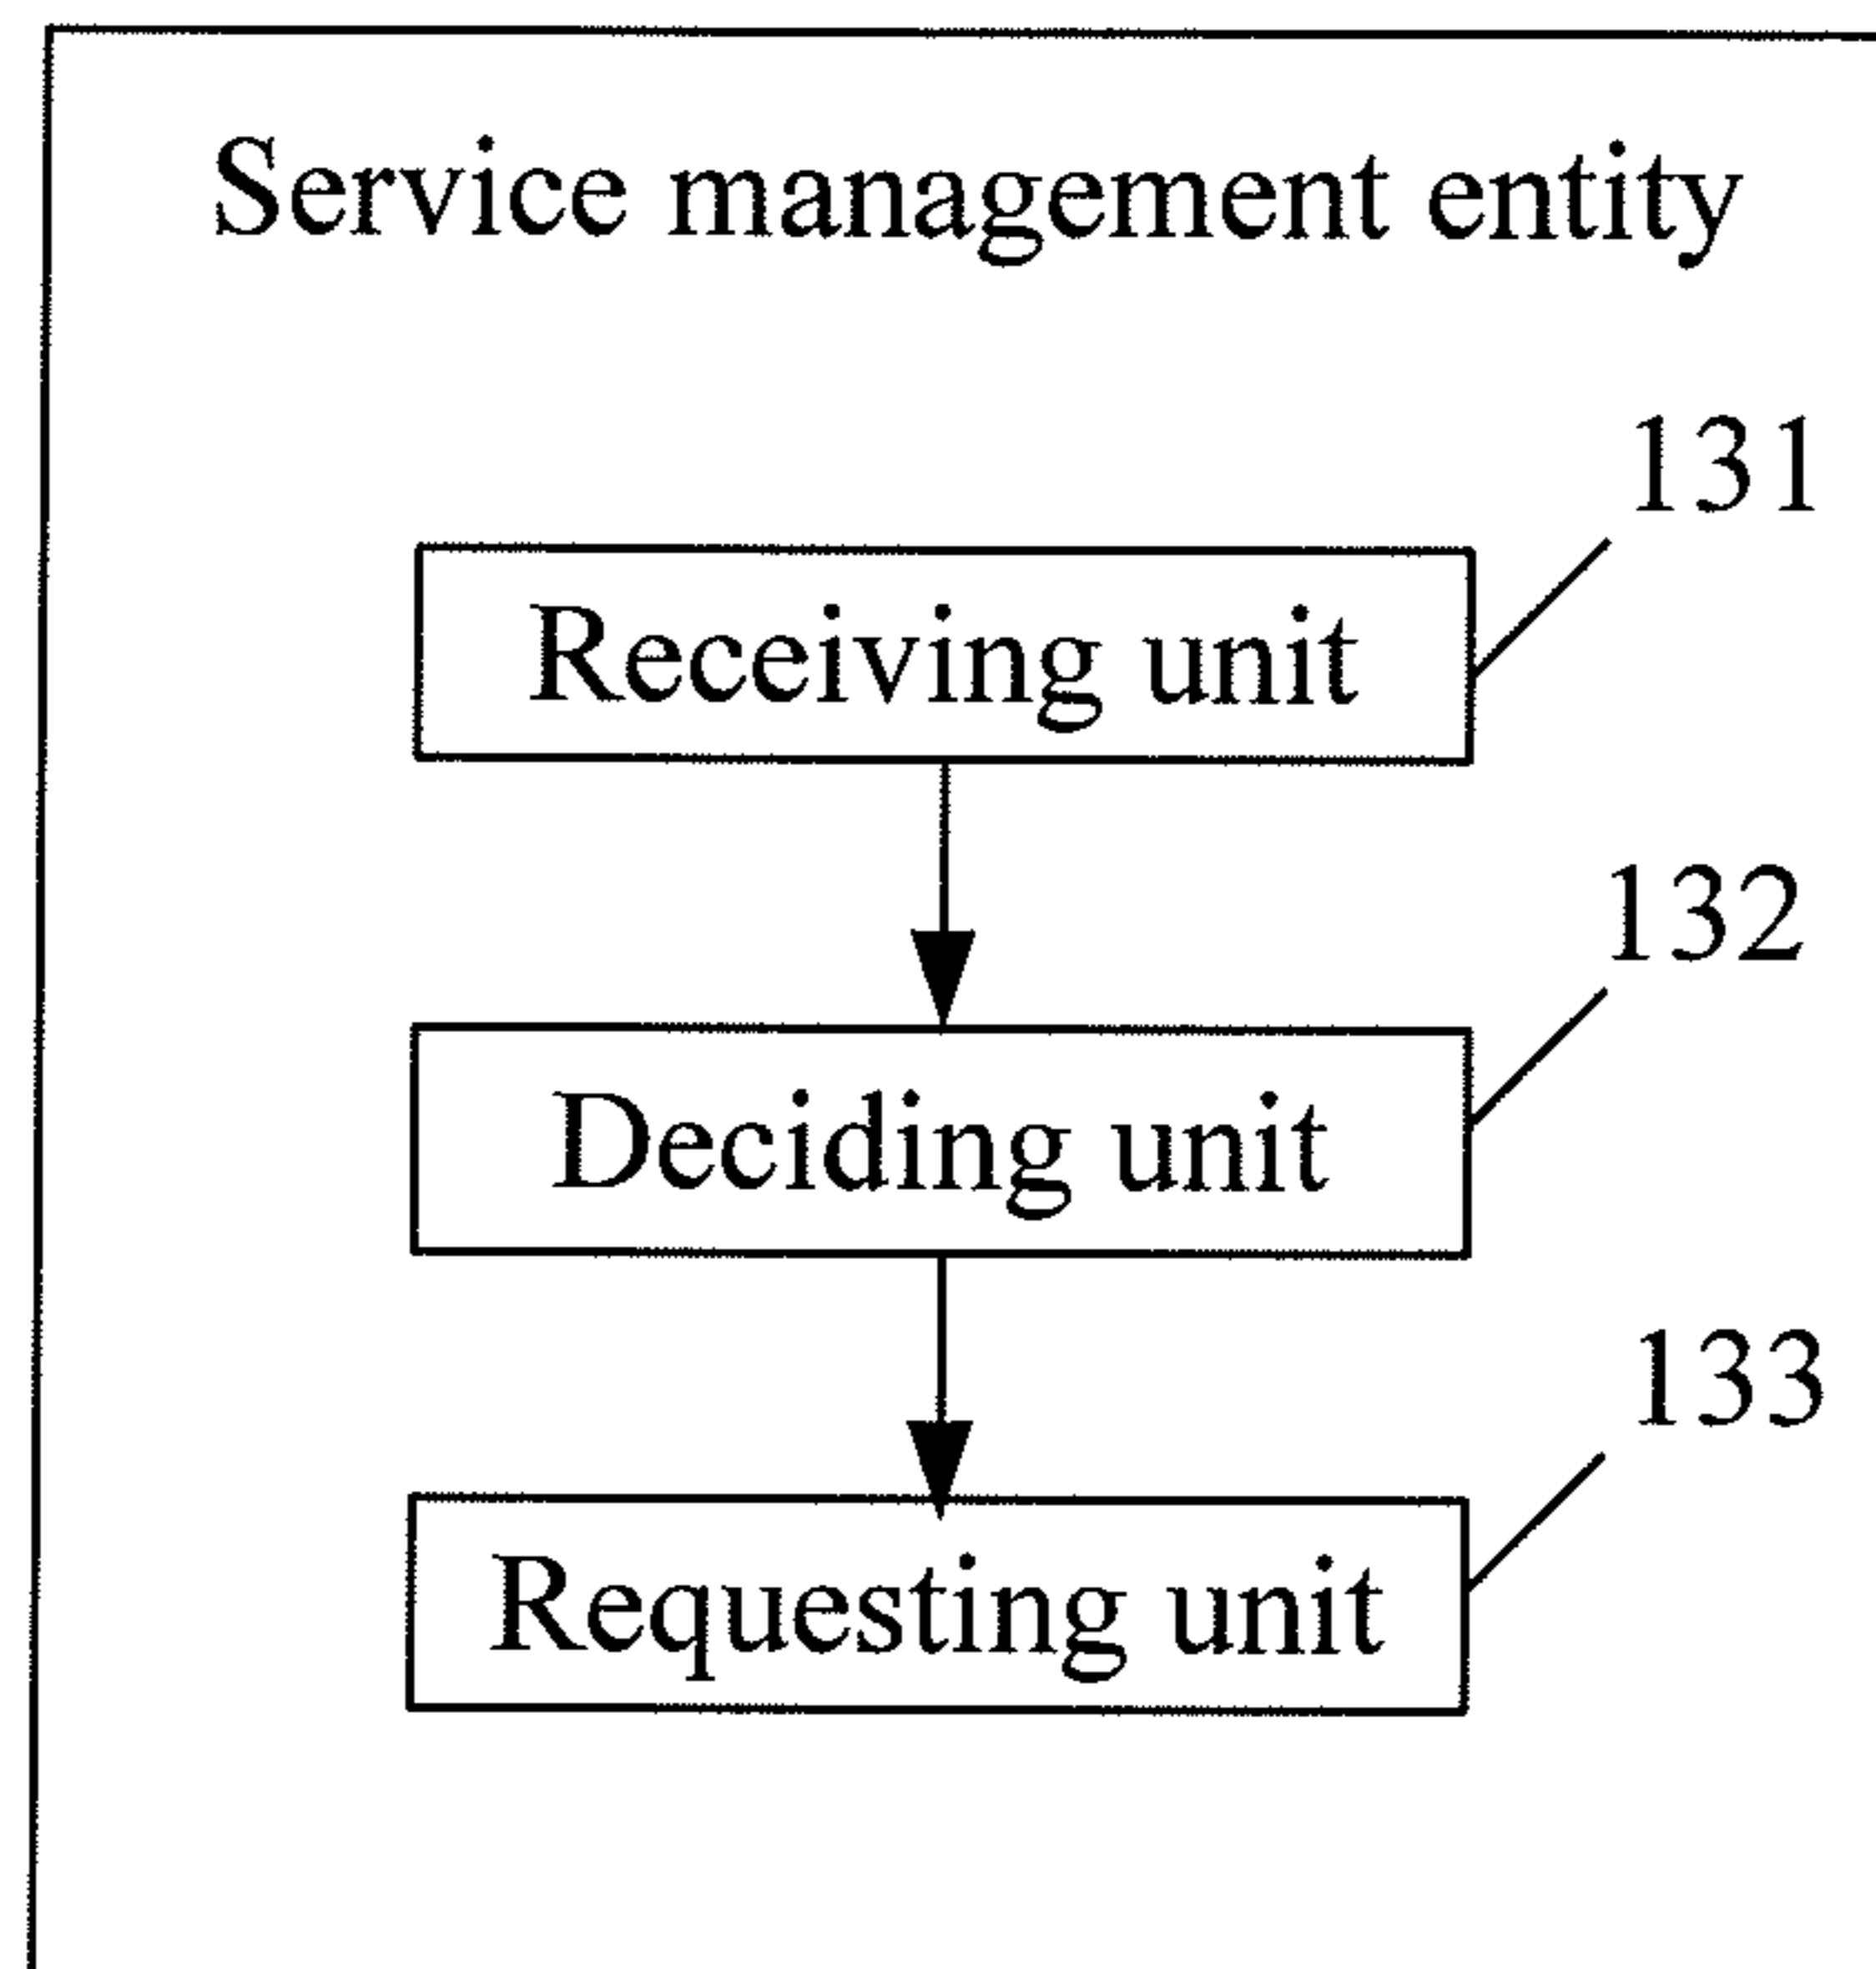 Service management entity
131
Receiving unit
132
Deciding unit
133
Requesting unit